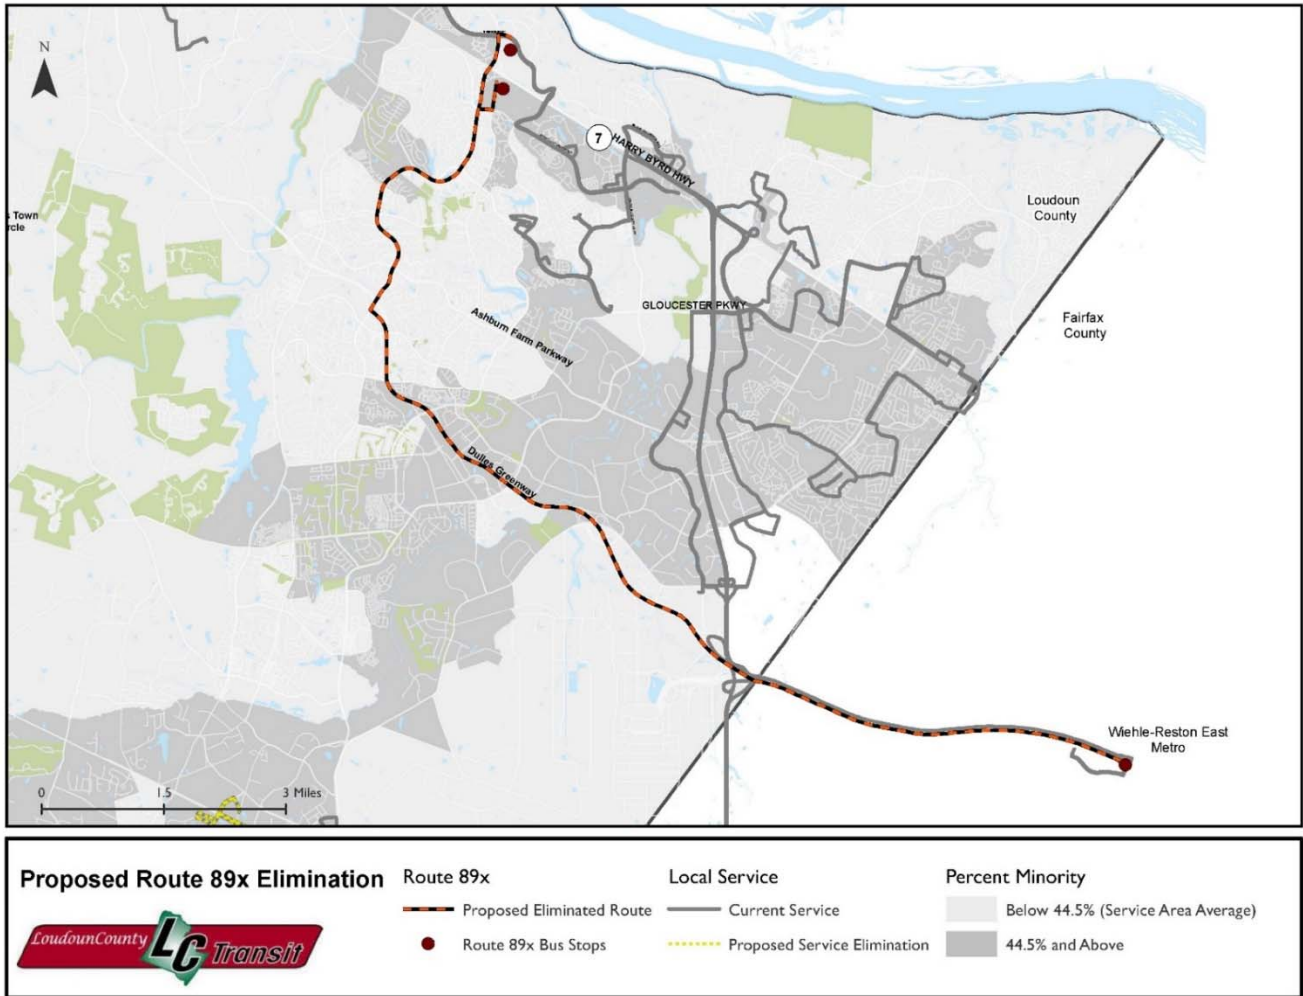 N
7
HARRY BYRD HWY
Loudoun
County
s Town
rcle
GLOUCESTER PKWY
Fairfax
County
Ashburn Farm Parkway
Dulles Greenway
Wiehle-Reston East
Metro
0 1.5 3 Miles
Proposed Route 89x Elimination
LoudounCounty LC Transit
Route 89x
Proposed Eliminated Route
Route 89x Bus Stops
Local Service
Current Service
Proposed Service Elimination
Percent Minority
Below 44.5% (Service Area Average)
44.5% and Above